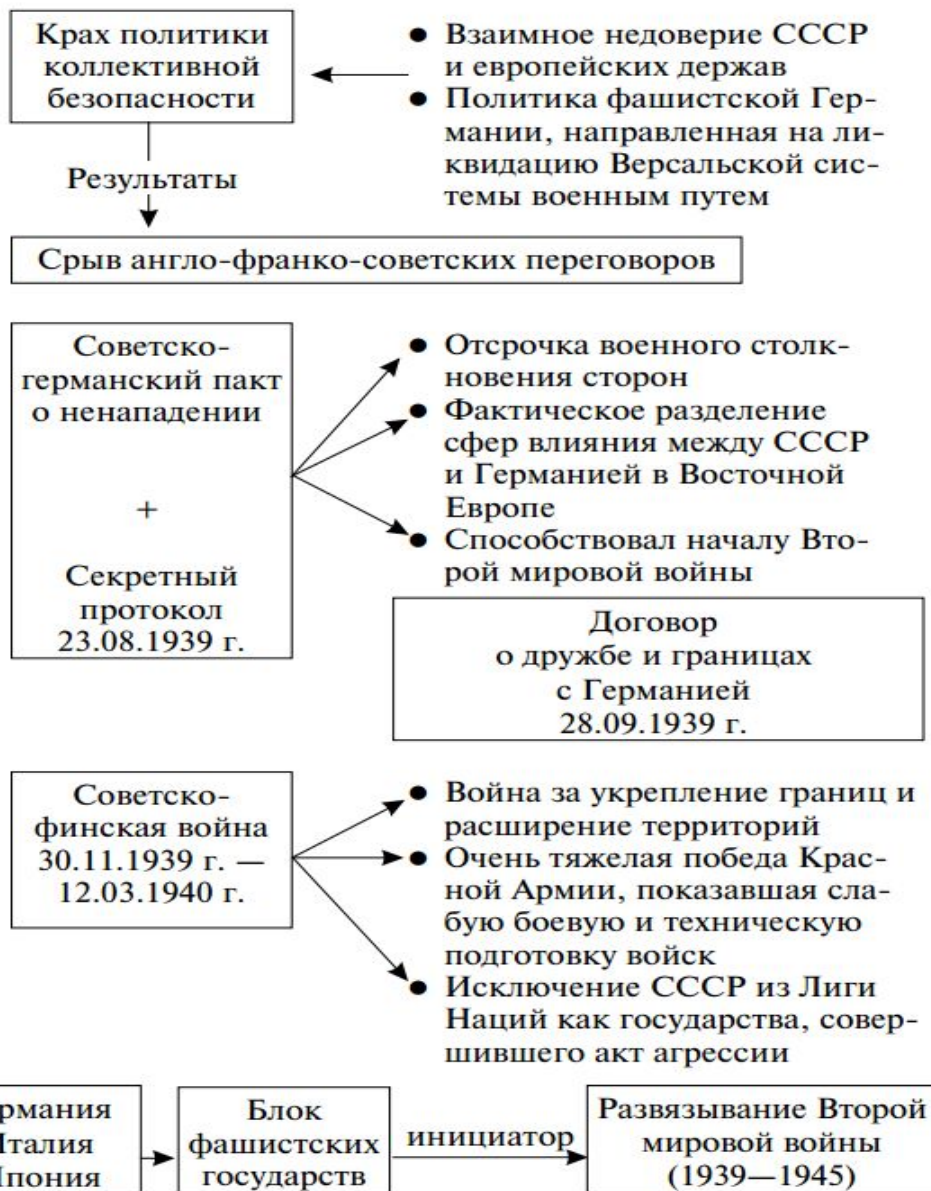 Крах политики
коллективной
безопасности
● Взаимное недоверие СССР
и европейских держав
● Политика фашистской Гер-
мании, направленная на ли-
квидацию Версальской сис-
темы военным путем
Результаты
Срыв англо-франко-советских переговоров
Советско-
германский пакт
о ненападении
+
Секретный
протокол
23.08.1939 г.
● Отсрочка военного столк-
новения сторон
● Фактическое разделение
сфер влияния между СССР
и Германией в Восточной
Европе
● Способствовал началу Вто-
рой мировой войны
Договор
о дружбе и границах
с Германией
28.09.1939 г.
Советско-
финская война
30.11.1939 г. —
12.03.1940 г.
● Война за укрепление границ и
расширение территорий
● Очень тяжелая победа Крас-
ной Армии, показавшая сла-
бую боевую и техническую
подготовку войск
● Исключение СССР из Лиги
Наций как государства, совер-
шившего акт агрессии
рмания
Италия
Япония
Блок
фашистских
государств
инициатор
Развязывание Второй
мировой войны
(1939—1945)